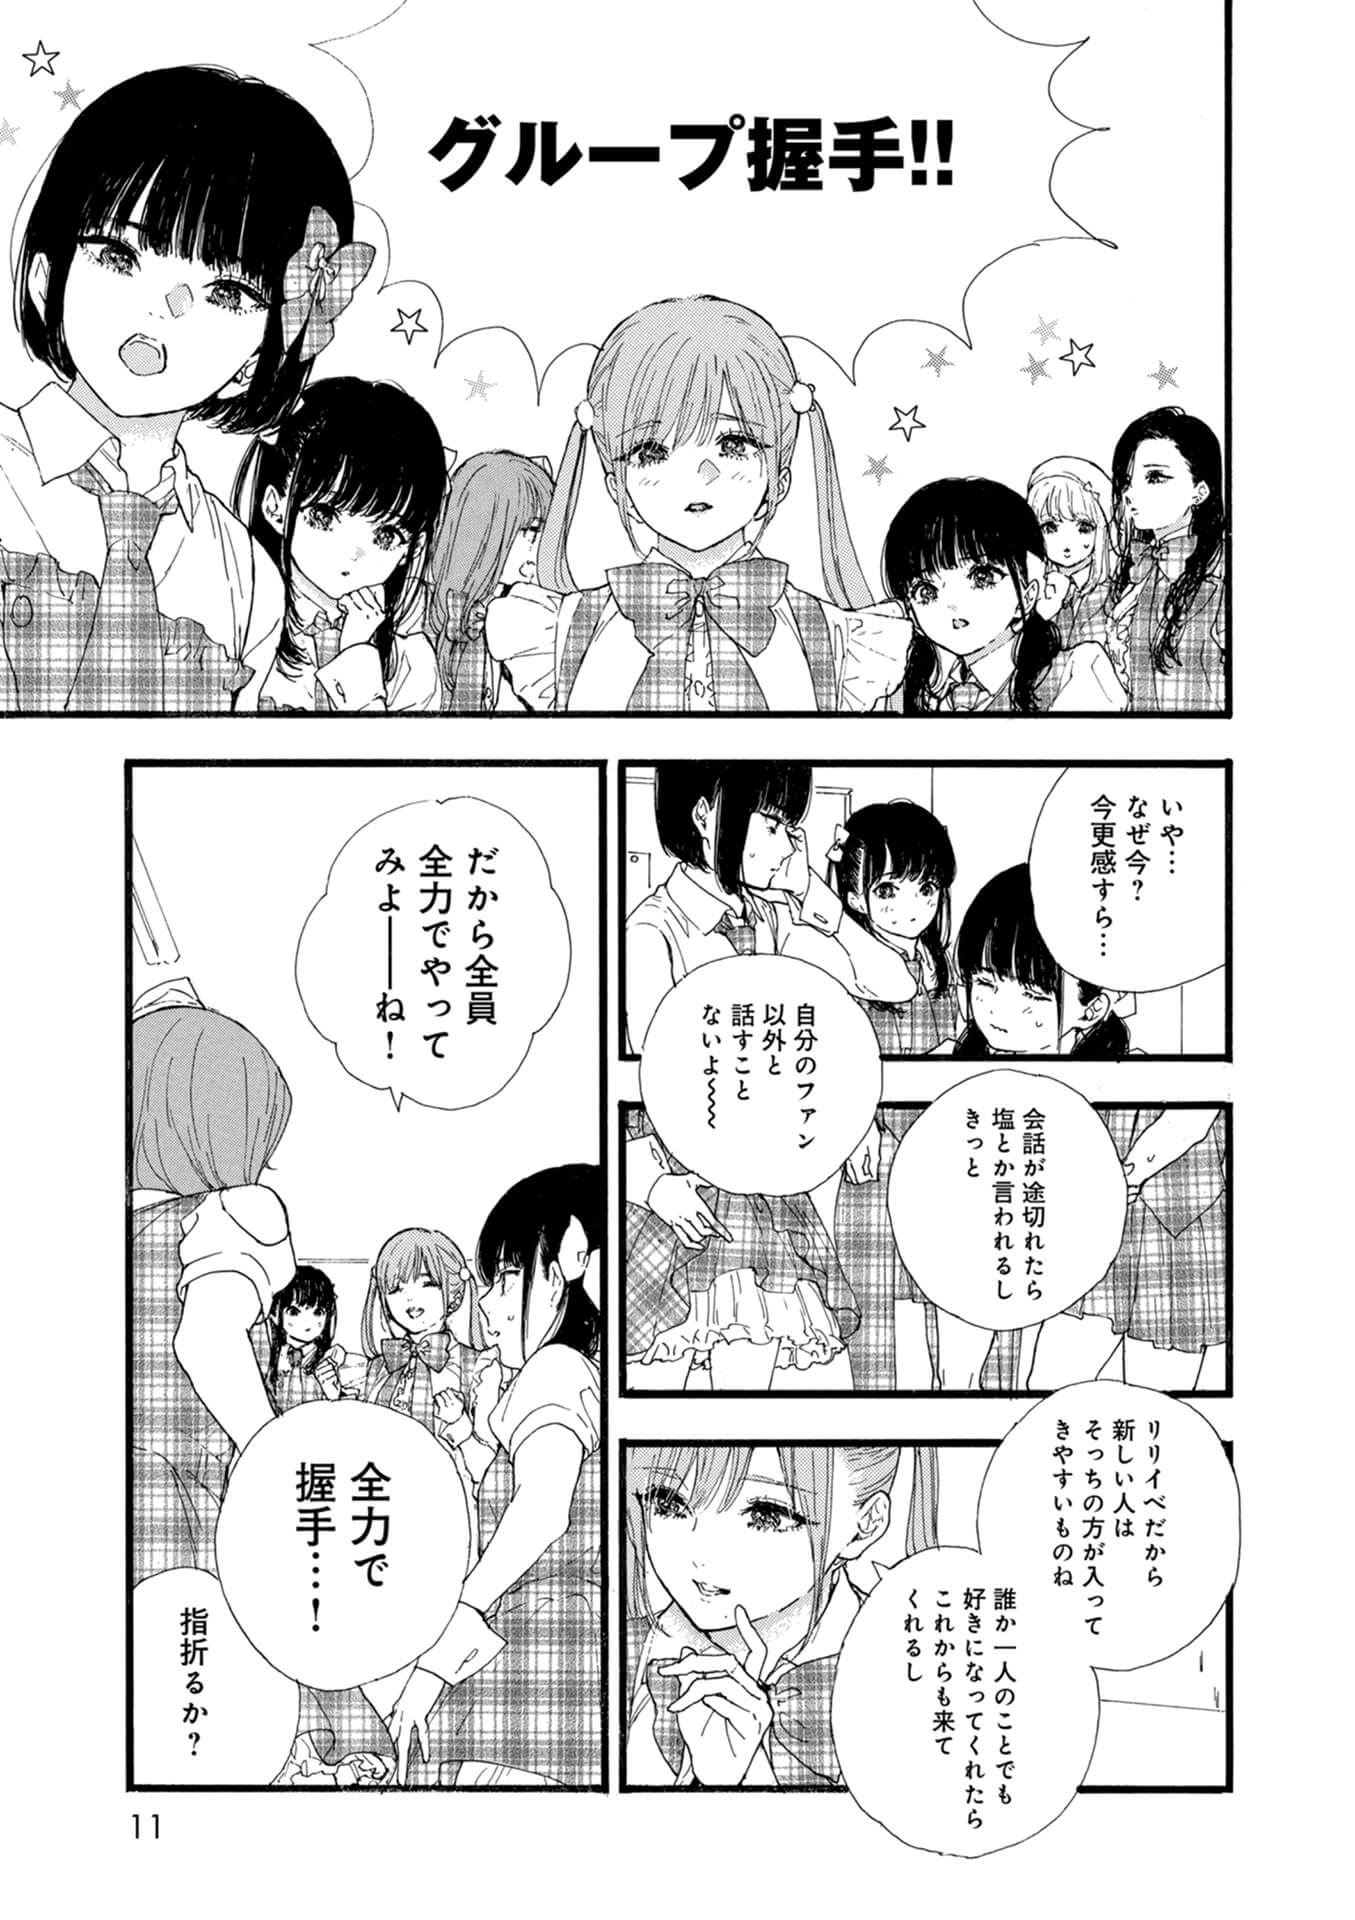 グループ握手!!
いや…
なぜ今?
今更感すら…
自分のファン
以外と
話すこと
ないよ〜〜〜
会話が途切れたら
塩とか言われるし
きっと
リリイベだから
新しい人は
そっちの方が入って
きやすいものね
誰か一人のことでも
好きになってくれたら
これからも来て
くれるし
だから全員
全力でやって
みよ――ね!
全力で
握手…!
指折るか?
11